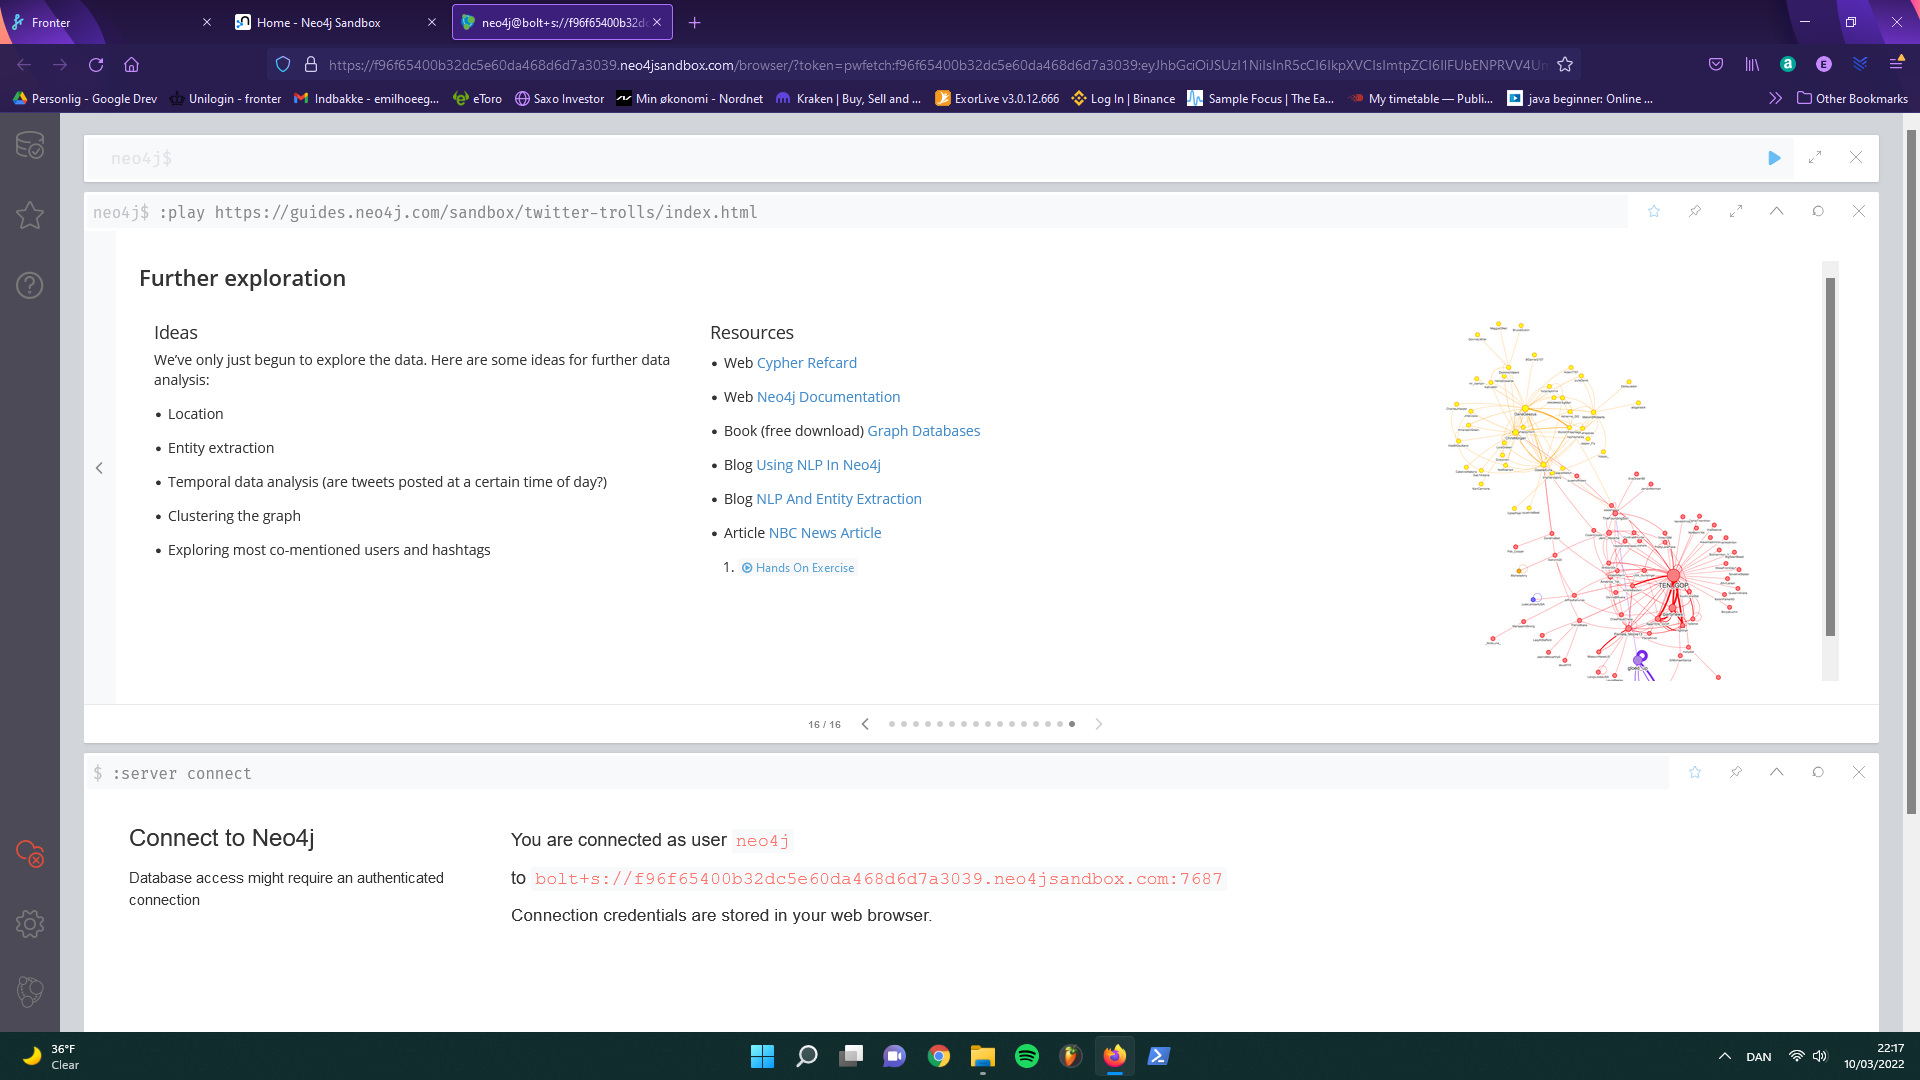 Fronter
Home - Neo4j Sandbox
neo4j@bolt+s://f96f65400b32dc
https://f96f65400b32dc5e60da468d6d7a3039.neo4jsandbox.com/browser/?token=pwfetch:f96f65400b32dc5e60da468d6d7a3039:eyJhbGciOiJSUzI1NiIsInR5cCI6IkpXVCIsImtpZCI6IlFUbENPRVV4Um
Personlig - Google Drev
Unilogin - fronter
Indbakke - emilhoeeg...
eToro
Saxo Investor
Min økonomi - Nordnet
Kraken | Buy, Sell and ...
ExorLive v3.0.12.666
Log In | Binance
Sample Focus | The Ea...
My timetable — Publi...
java beginner: Online ...
Other Bookmarks
neo4j$
neo4j$ :play https://guides.neo4j.com/sandbox/twitter-trolls/index.html
Further exploration
Ideas
We’ve only just begun to explore the data. Here are some ideas for further data
analysis:
• Location
• Entity extraction
• Temporal data analysis (are tweets posted at a certain time of day?)
• Clustering the graph
• Exploring most co-mentioned users and hashtags
Resources
• Web Cypher Refcard
• Web Neo4j Documentation
• Book (free download) Graph Databases
• Blog Using NLP In Neo4j
• Blog NLP And Entity Extraction
• Article NBC News Article
1. Hands On Exercise
TEN_GOP
16 / 16
$ :server connect
Connect to Neo4j
Database access might require an authenticated
connection
You are connected as user neo4j
to bolt+s://f96f65400b32dc5e60da468d6d7a3039.neo4jsandbox.com:7687
Connection credentials are stored in your web browser.
36°F
Clear
DAN
22:17
10/03/2022